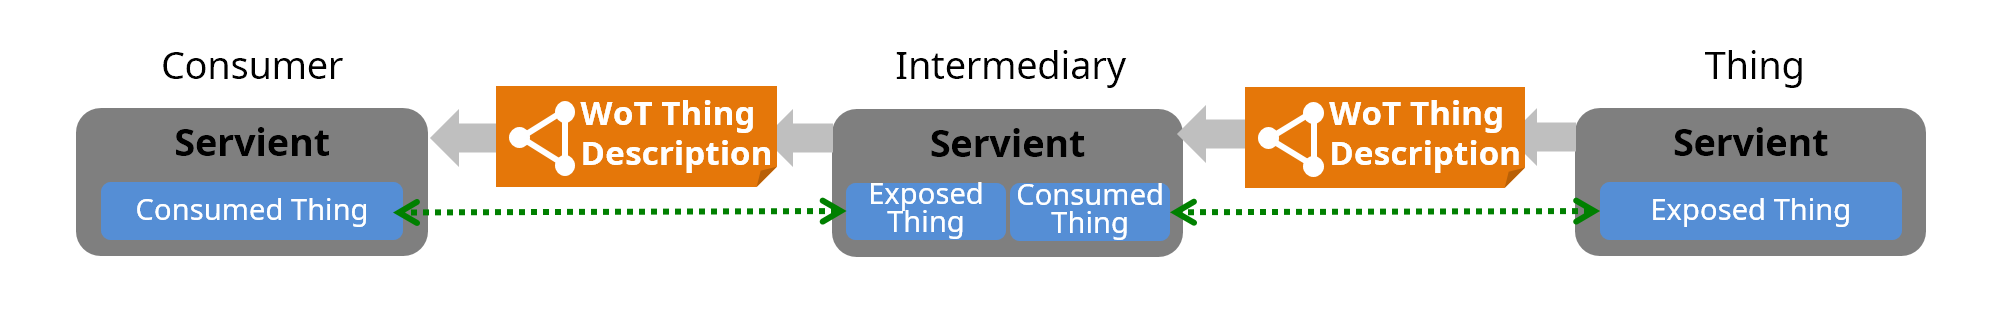 Consumer
Intermediary
Thing
Servient
WoT Thing
Description
Servient
WoT Thing
Description
Servient
Consumed Thing
Exposed
Thing
Consumed
Thing
Exposed Thing